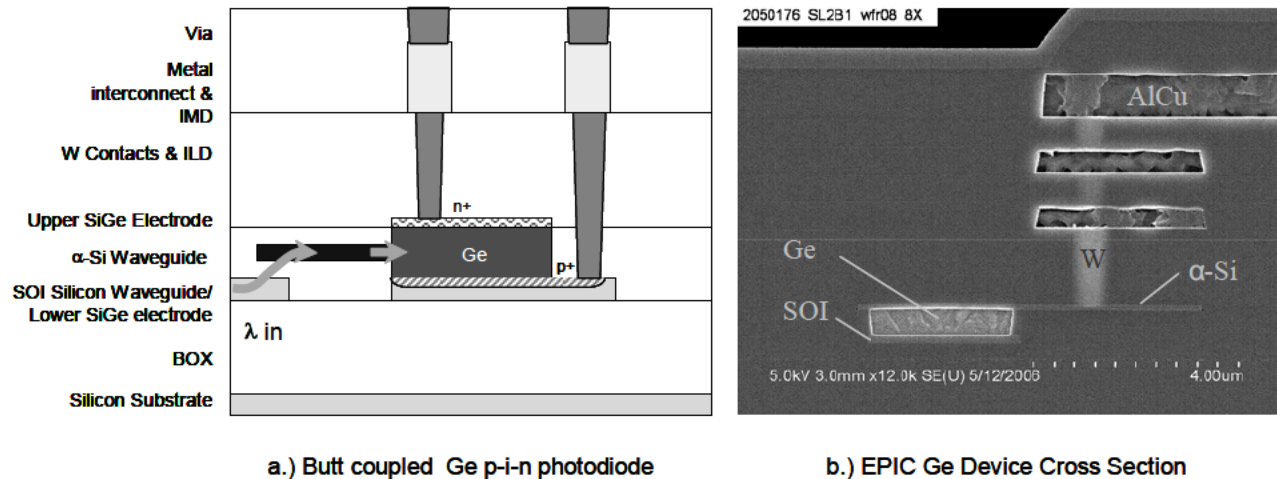 Via
Metal
interconnect &
IMD
W Contacts & ILD
Upper SiGe Electrode
α-Si Waveguide
SOI Silicon Waveguide/
Lower SiGe electrode
BOX
Silicon Substrate
n+
Ge
p+
λ in
a.) Butt coupled Ge p-i-n photodiode
2050176 SL2B1 wfr08 8X
AlCu
Ge
W
α-Si
SOI
5.0kV 3.0mm x12.0k SE(U) 5/12/2006
4.00um
b.) EPIC Ge Device Cross Section